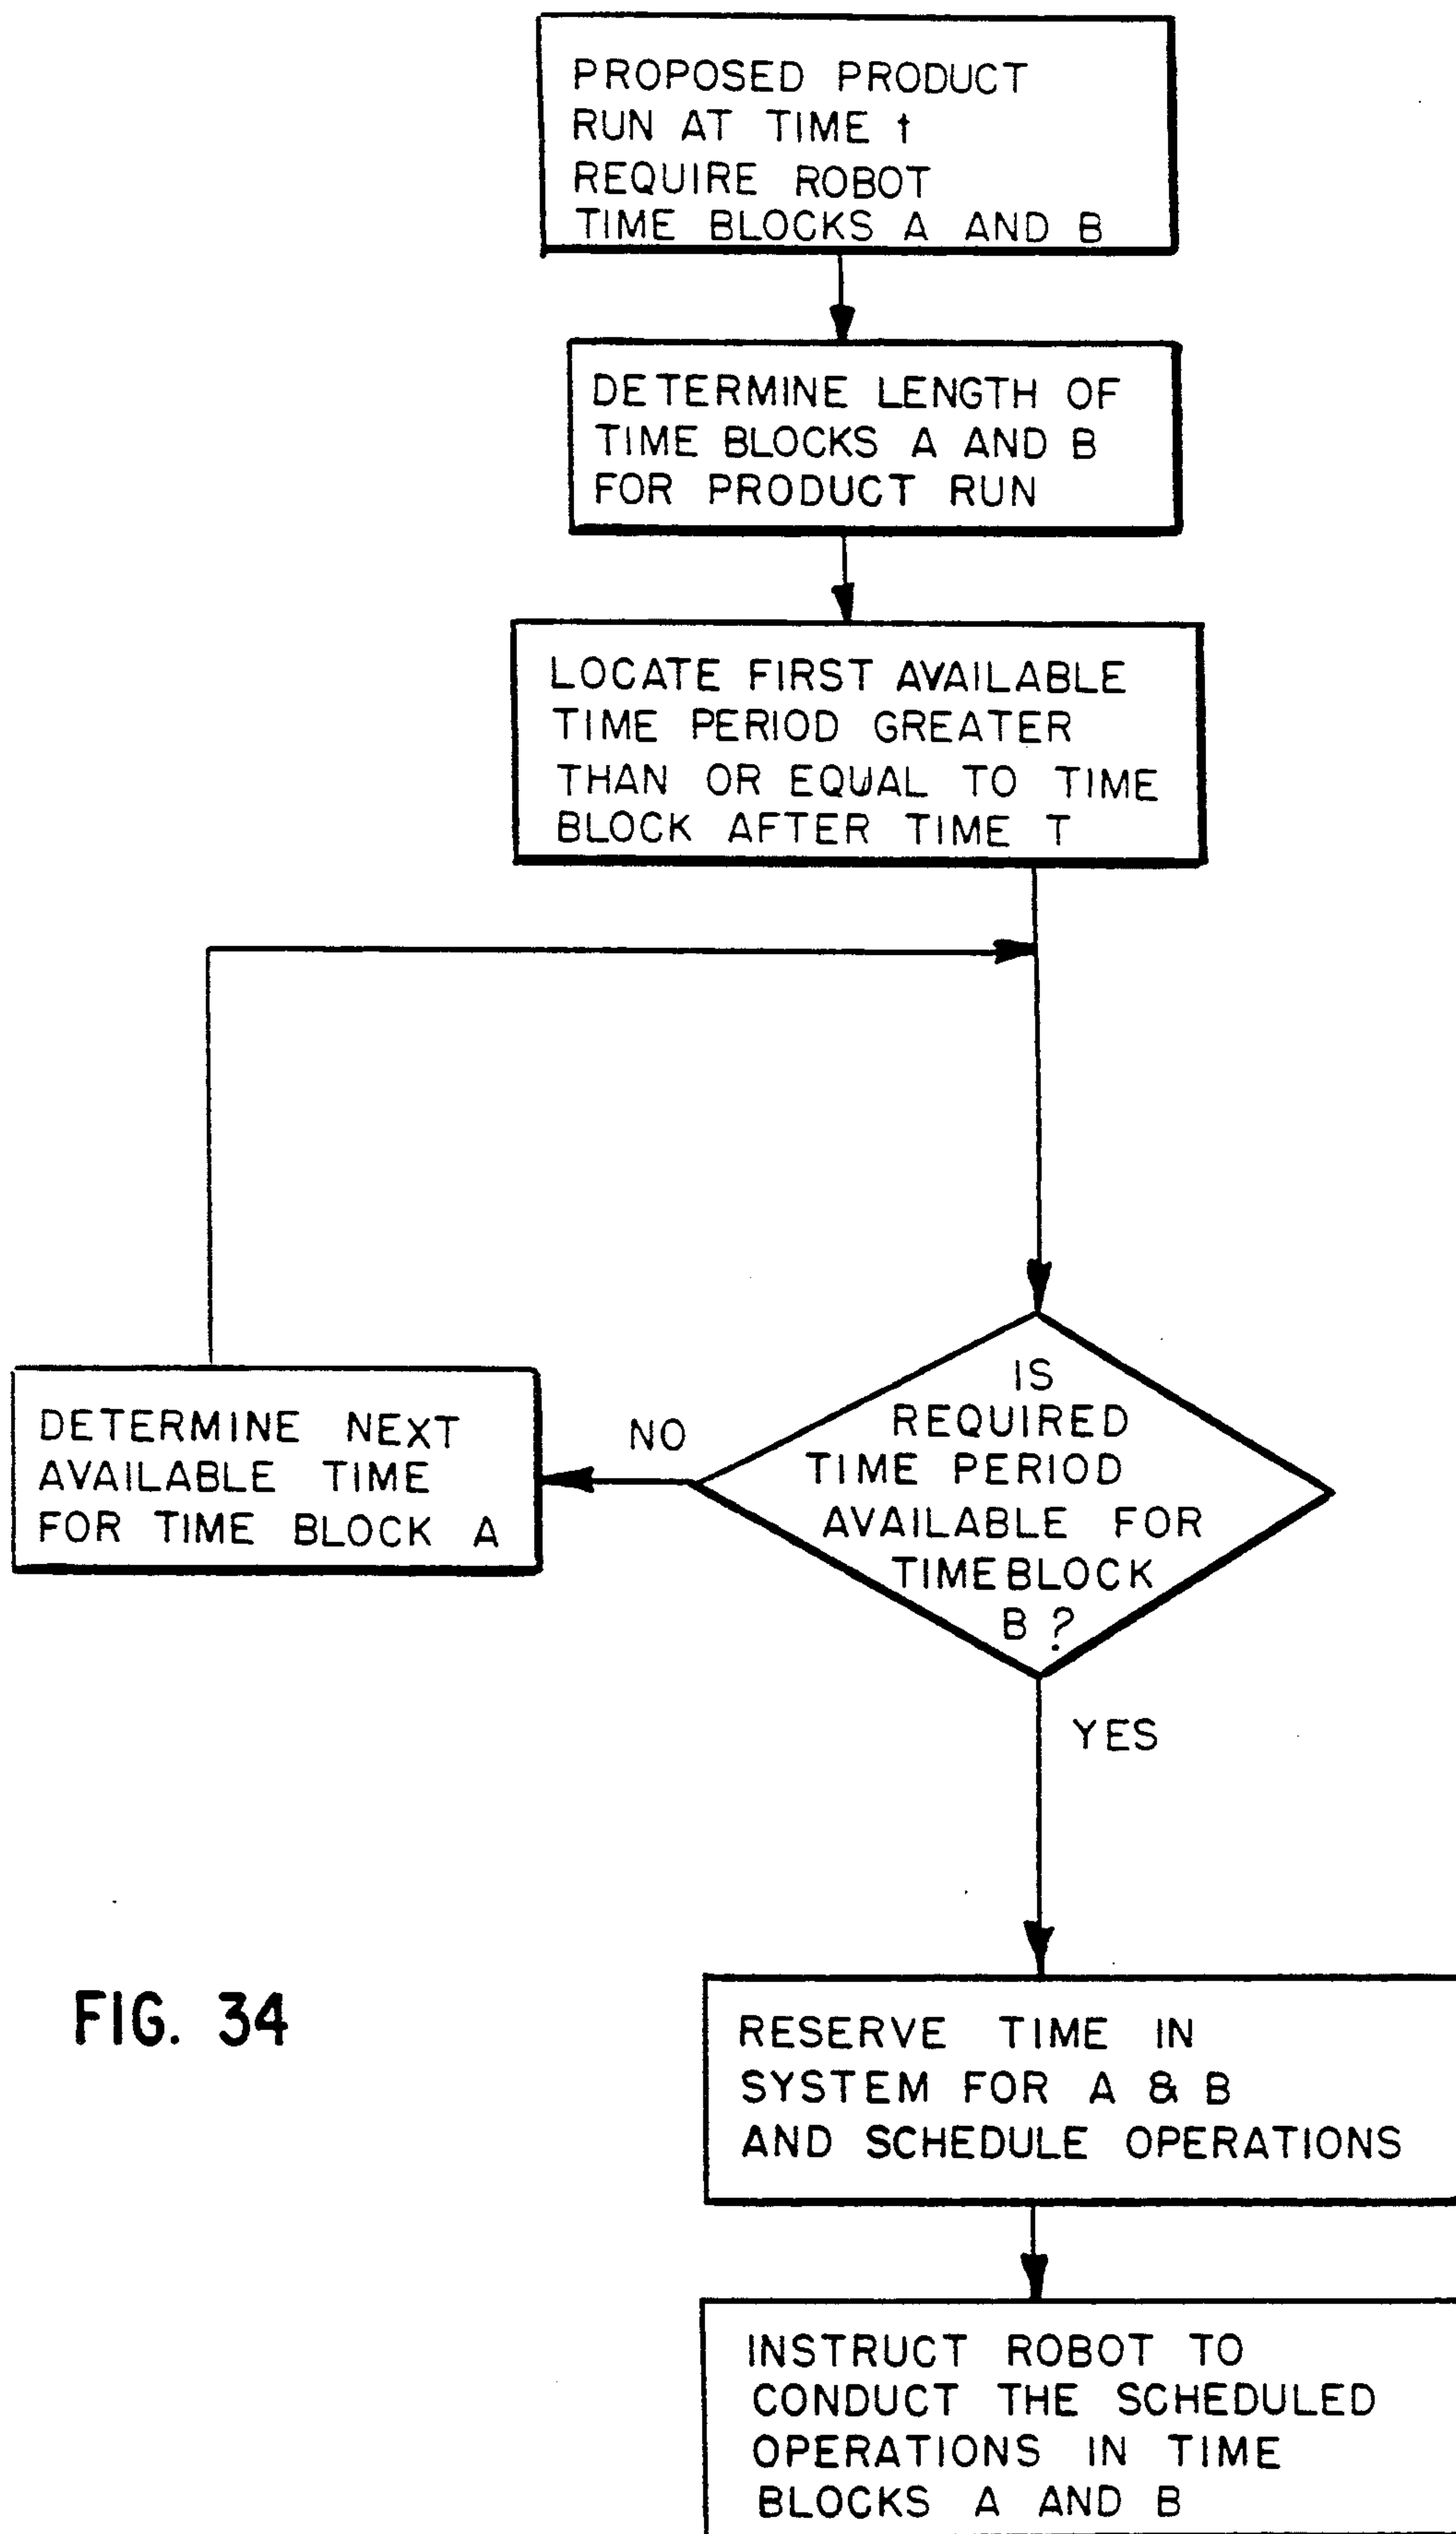 PROPOSED PRODUCT
RUN AT TIME t
REQUIRE ROBOT
TIME BLOCKS A AND B
DETERMINE LENGTH OF
TIME BLOCKS A AND B
FOR PRODUCT RUN
LOCATE FIRST AVAILABLE
TIME PERIOD GREATER
THAN OR EQUAL TO TIME
BLOCK AFTER TIME T
IS
REQUIRED
TIME PERIOD
AVAILABLE FOR
TIMEBLOCK
B?
NO
DETERMINE NEXT
AVAILABLE TIME
FOR TIME BLOCK A
YES
RESERVE TIME IN
SYSTEM FOR A & B
AND SCHEDULE OPERATIONS
INSTRUCT ROBOT TO
CONDUCT THE SCHEDULED
OPERATIONS IN TIME
BLOCKS A AND B
FIG. 34